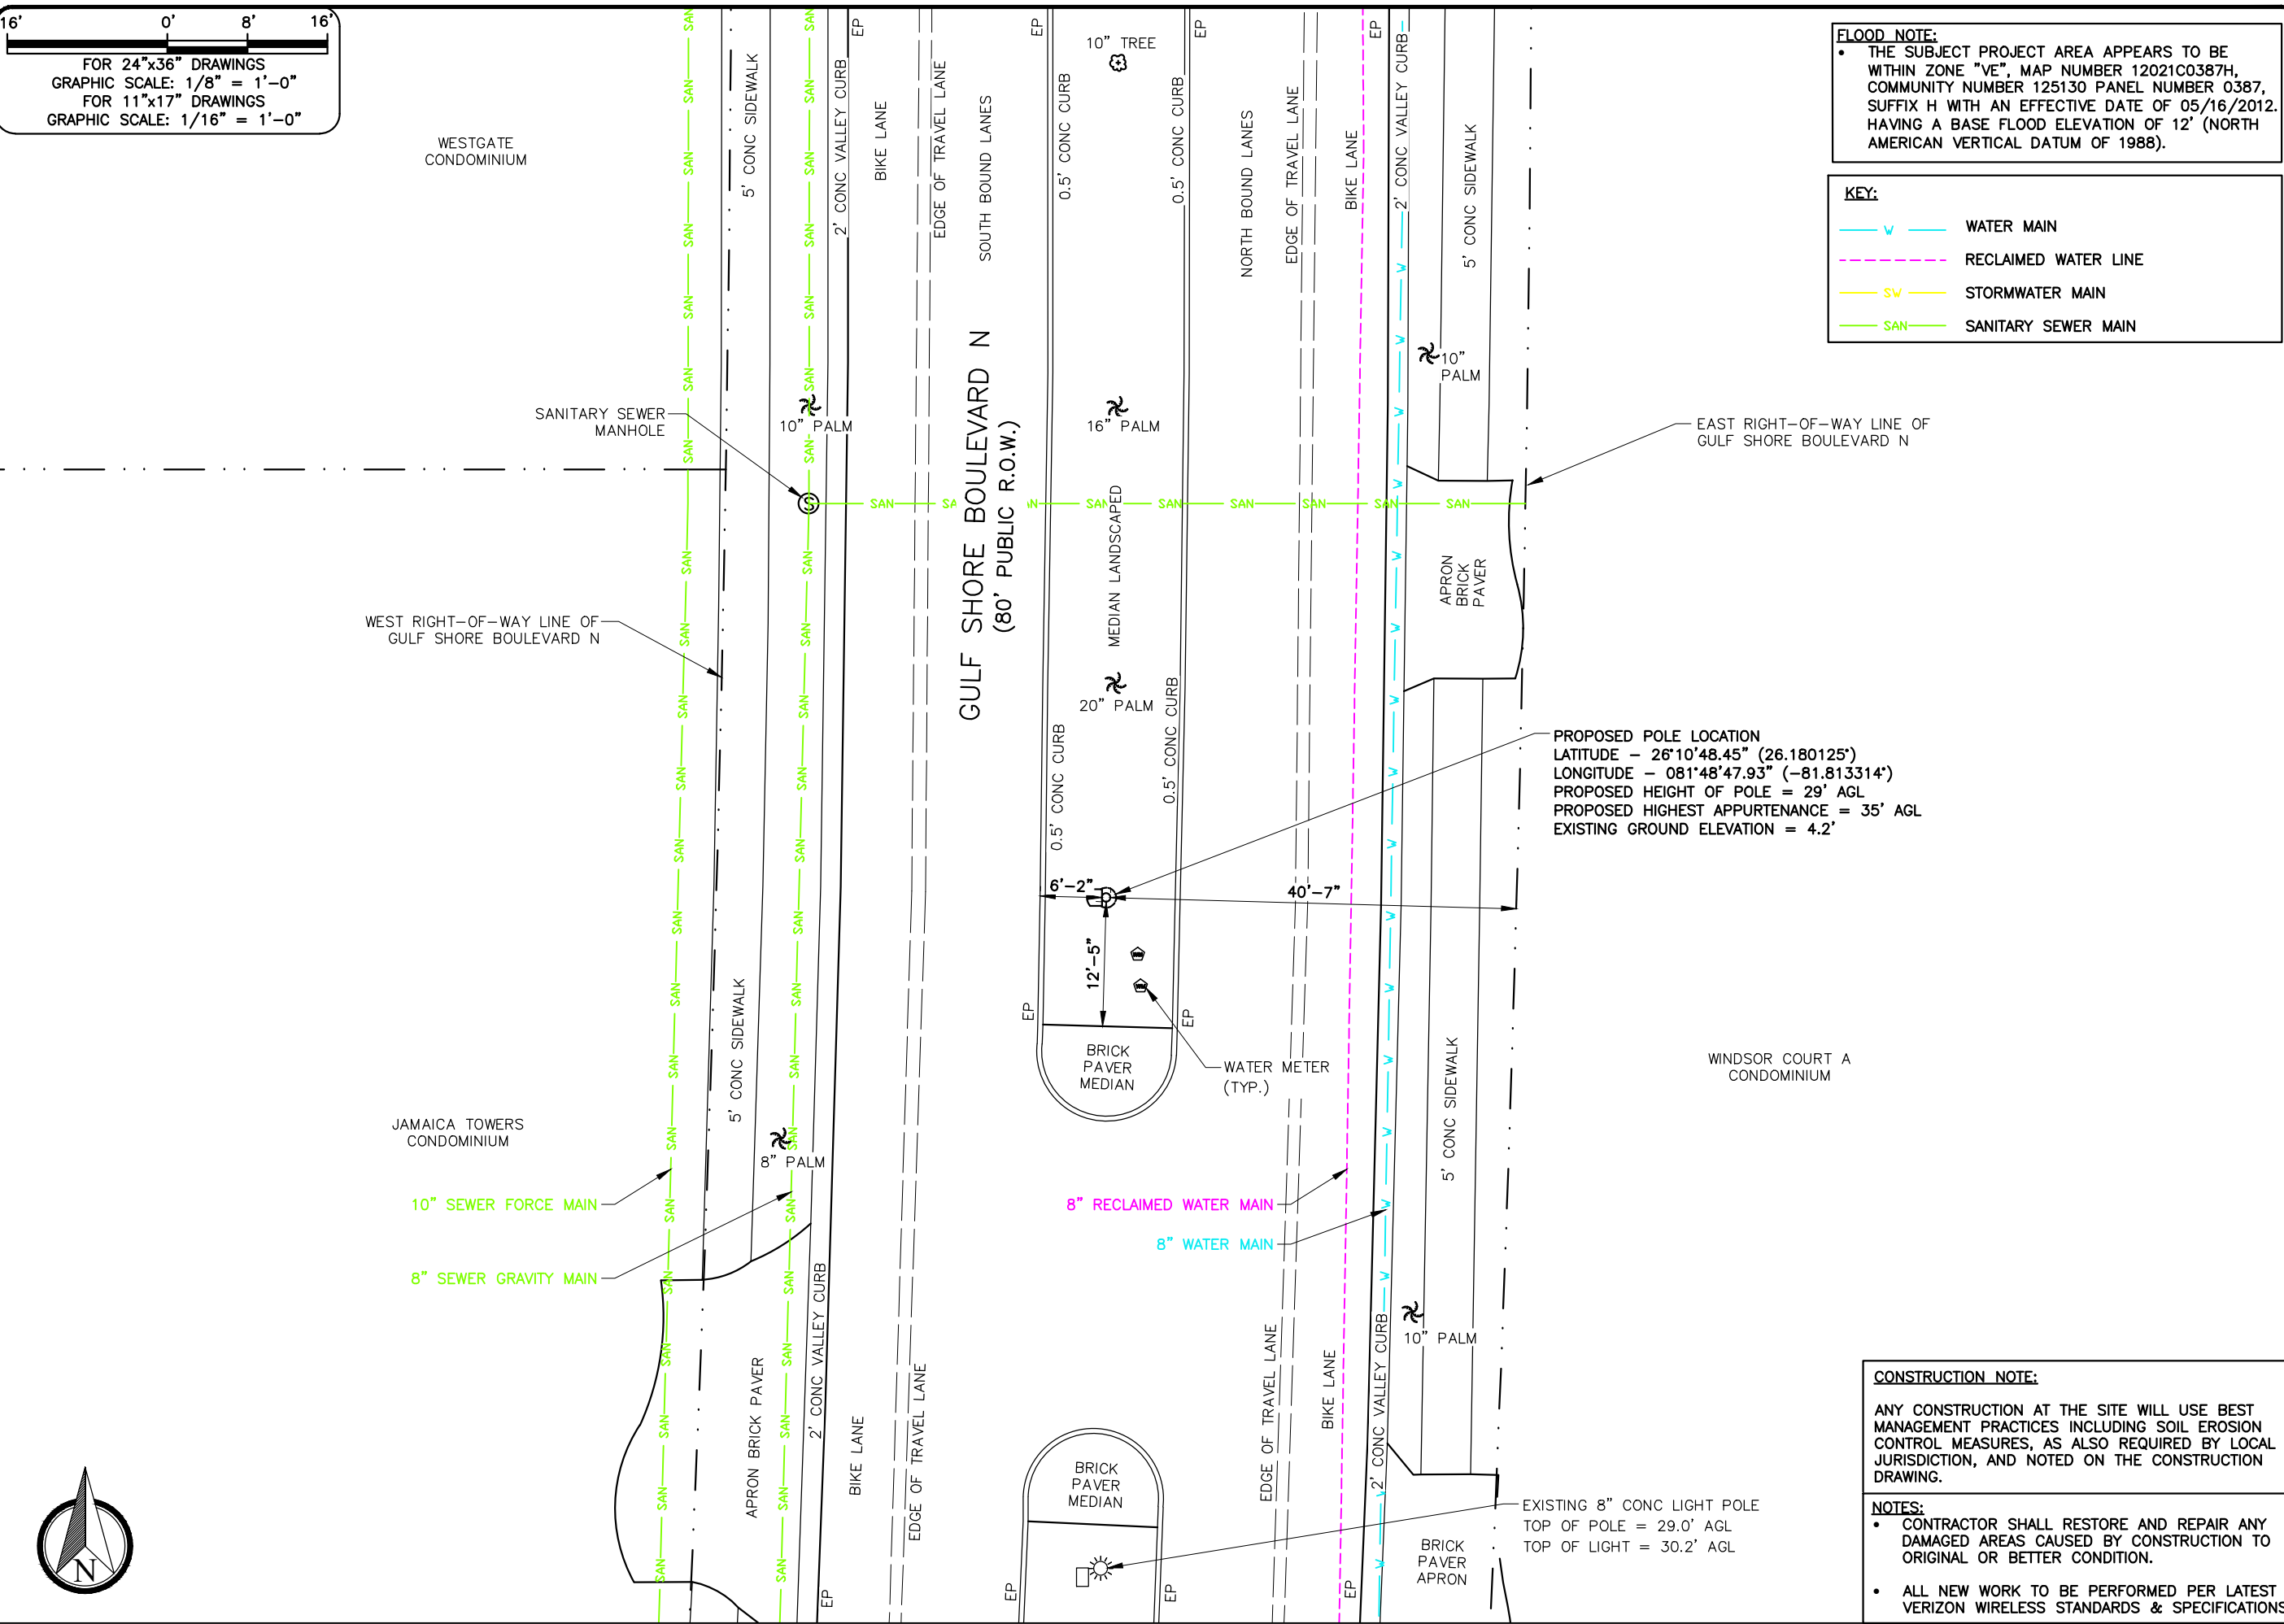 16' 0' 8' 16'
FOR 24"x36" DRAWINGS
GRAPHIC SCALE: 1/8" = 1'-0"
FOR 11"x17" DRAWINGS
GRAPHIC SCALE: 1/16" = 1'-0"
FLOOD NOTE:
• THE SUBJECT PROJECT AREA APPEARS TO BE
WITHIN ZONE "VE", MAP NUMBER 12021C0387H,
COMMUNITY NUMBER 125130 PANEL NUMBER 0387,
SUFFIX H WITH AN EFFECTIVE DATE OF 05/16/2012.
HAVING A BASE FLOOD ELEVATION OF 12' (NORTH
AMERICAN VERTICAL DATUM OF 1988).
KEY:
W WATER MAIN
RECLAIMED WATER LINE
SW STORMWATER MAIN
SAN SANITARY SEWER MAIN
WESTGATE
CONDOMINIUM
5' CONC SIDEWALK
2' CONC VALLEY CURB
EP
BIKE LANE
EDGE OF TRAVEL LANE
SOUTH BOUND LANES
EP
10" TREE
EP
0.5' CONC CURB
0.5' CONC CURB
NORTH BOUND LANES
EDGE OF TRAVEL LANE
BIKE LANE
EP
2' CONC VALLEY CURB
5' CONC SIDEWALK
10"
PALM
SANITARY SEWER
MANHOLE
10" PALM
16" PALM
S
GULF SHORE BOULEVARD N
(80' PUBLIC R.O.W.)
MEDIAN LANDSCAPED
EAST RIGHT-OF-WAY LINE OF
GULF SHORE BOULEVARD N
SAN SAN SAN SAN SAN SAN SAN
APRON
BRICK
PAVER
WEST RIGHT-OF-WAY LINE OF
GULF SHORE BOULEVARD N
20" PALM
0.5' CONC CURB
0.5' CONC CURB
PROPOSED POLE LOCATION
LATITUDE - 26°10'48.45" (26.180125°)
LONGITUDE - 081°48'47.93" (-81.813314°)
PROPOSED HEIGHT OF POLE = 29' AGL
PROPOSED HIGHEST APPURTENANCE = 35' AGL
EXISTING GROUND ELEVATION = 4.2'
6'-2"
40'-7"
12'-5"
EP
EP
BRICK
PAVER
MEDIAN
WATER METER
(TYP.)
5' CONC SIDEWALK
5' CONC SIDEWALK
WINDSOR COURT A
CONDOMINIUM
JAMAICA TOWERS
CONDOMINIUM
8" PALM
10" SEWER FORCE MAIN
8" SEWER GRAVITY MAIN
8" RECLAIMED WATER MAIN
8" WATER MAIN
10" PALM
APRON BRICK PAVER
2' CONC VALLEY CURB
BIKE LANE
EDGE OF TRAVEL LANE
EP
BRICK
PAVER
MEDIAN
EP
EP
EDGE OF TRAVEL LANE
BIKE LANE
EP
2' CONC VALLEY CURB
BRICK
PAVER
APRON
EXISTING 8" CONC LIGHT POLE
TOP OF POLE = 29.0' AGL
TOP OF LIGHT = 30.2' AGL
N
CONSTRUCTION NOTE:
ANY CONSTRUCTION AT THE SITE WILL USE BEST
MANAGEMENT PRACTICES INCLUDING SOIL EROSION
CONTROL MEASURES, AS ALSO REQUIRED BY LOCAL
JURISDICTION, AND NOTED ON THE CONSTRUCTION
DRAWING.
NOTES:
• CONTRACTOR SHALL RESTORE AND REPAIR ANY
DAMAGED AREAS CAUSED BY CONSTRUCTION TO
ORIGINAL OR BETTER CONDITION.
• ALL NEW WORK TO BE PERFORMED PER LATEST
VERIZON WIRELESS STANDARDS & SPECIFICATIONS